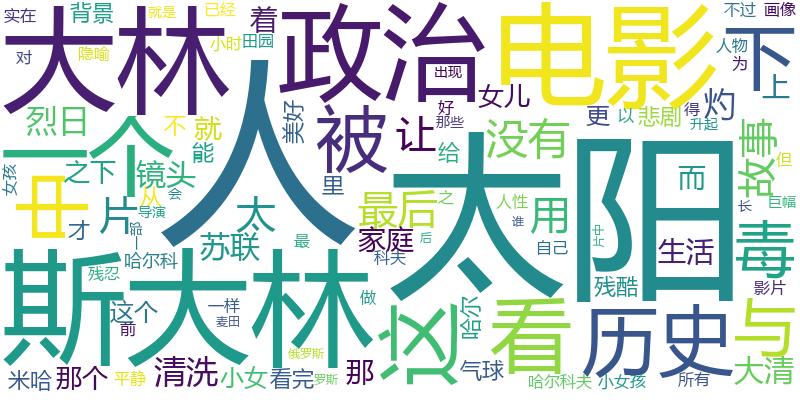 实在 背景 就是 已经 着 政治 电影 不过 画像
对 隐喻 小时 田园 出现 女儿 下 人物 为
大林 人 美好 好 那些 更 以 悲剧 灼 得 上 升起
烈日 不 就 被 让 给 没有 故事 但
一个 之下 镜头 能 里 太阳 而 巨幅
女孩 中 片 从 最后 之 人性 用 毒
才 导演 会 大 谁 生活 长
一部 苏联 最 家庭 后 自己 片中
哈尔科 科夫 残酷 影片
斯大林 残忍 这个 一样 做 这 哈尔 看 历史 与
前 麦田 俄罗斯 气球 大清
米哈 那个 平静 清洗 小女 看完 罗斯 那 哈尔科夫 小女孩 所有